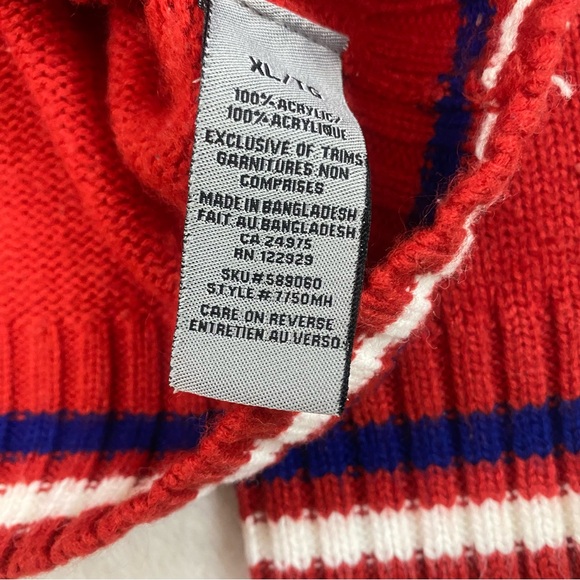 XL/TG
100% ACRYLIC/
100% ACRYLIQUE
EXCLUSIVE OF TRIMS
GARNITURES NON
COMPRISES
MADE IN BANGLADESH
FAIT AU BANGLADESH
CA 24975
RN 122929
SKU#589060
STYLE#7750MH
CARE ON REVERSE
ENTRETIEN AU VERSO